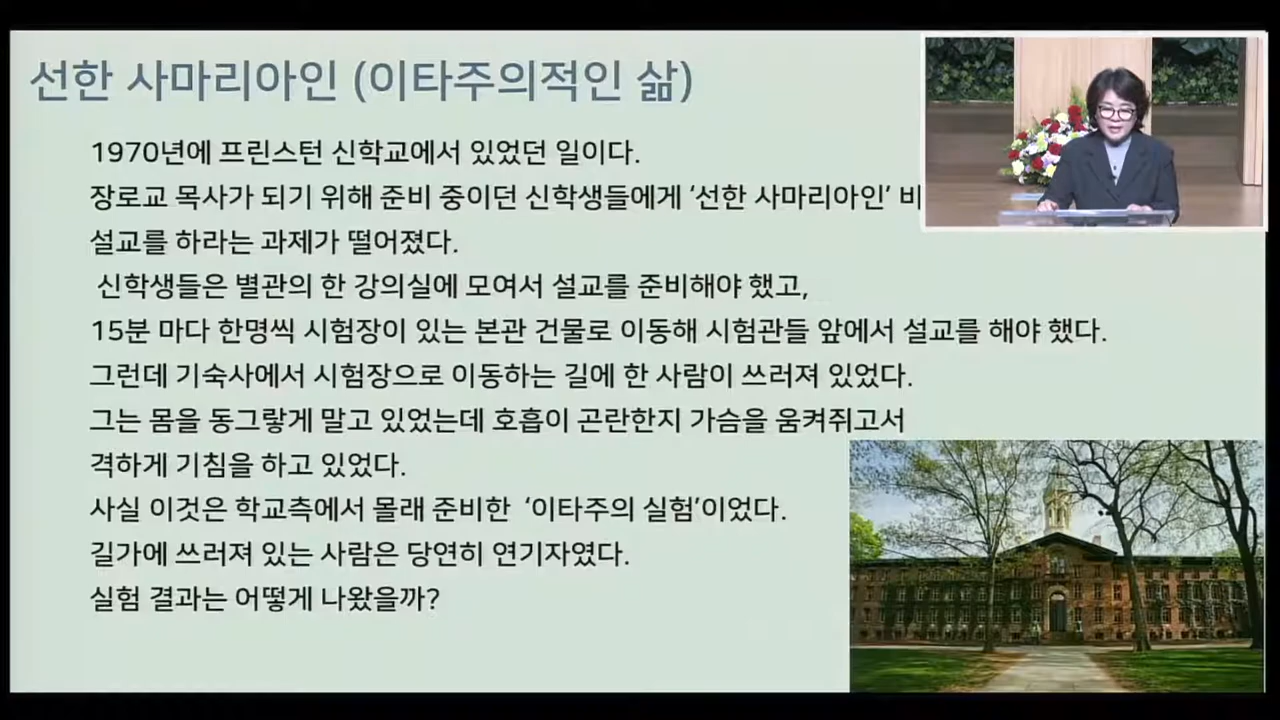 선한 사마리아인 (이타주의적인 삶)
1970년에 프린스턴 신학교에서 있었던 일이다.
장로교 목사가 되기 위해 준비 중이던 신학생들에게 ‘선한 사마리아인’ 비
설교를 하라는 과제가 떨어졌다.
신학생들은 별관의 한 강의실에 모여서 설교를 준비해야 했고,
15분 마다 한명씩 시험장이 있는 본관 건물로 이동해 시험관들 앞에서 설교를 해야 했다.
그런데 기숙사에서 시험장으로 이동하는 길에 한 사람이 쓰러져 있었다.
그는 몸을 동그랗게 말고 있었는데 호흡이 곤란한지 가슴을 움켜쥐고서
격하게 기침을 하고 있었다.
사실 이것은 학교측에서 몰래 준비한 ‘이타주의 실험’이었다.
길가에 쓰러져 있는 사람은 당연히 연기자였다.
실험 결과는 어떻게 나왔을까?